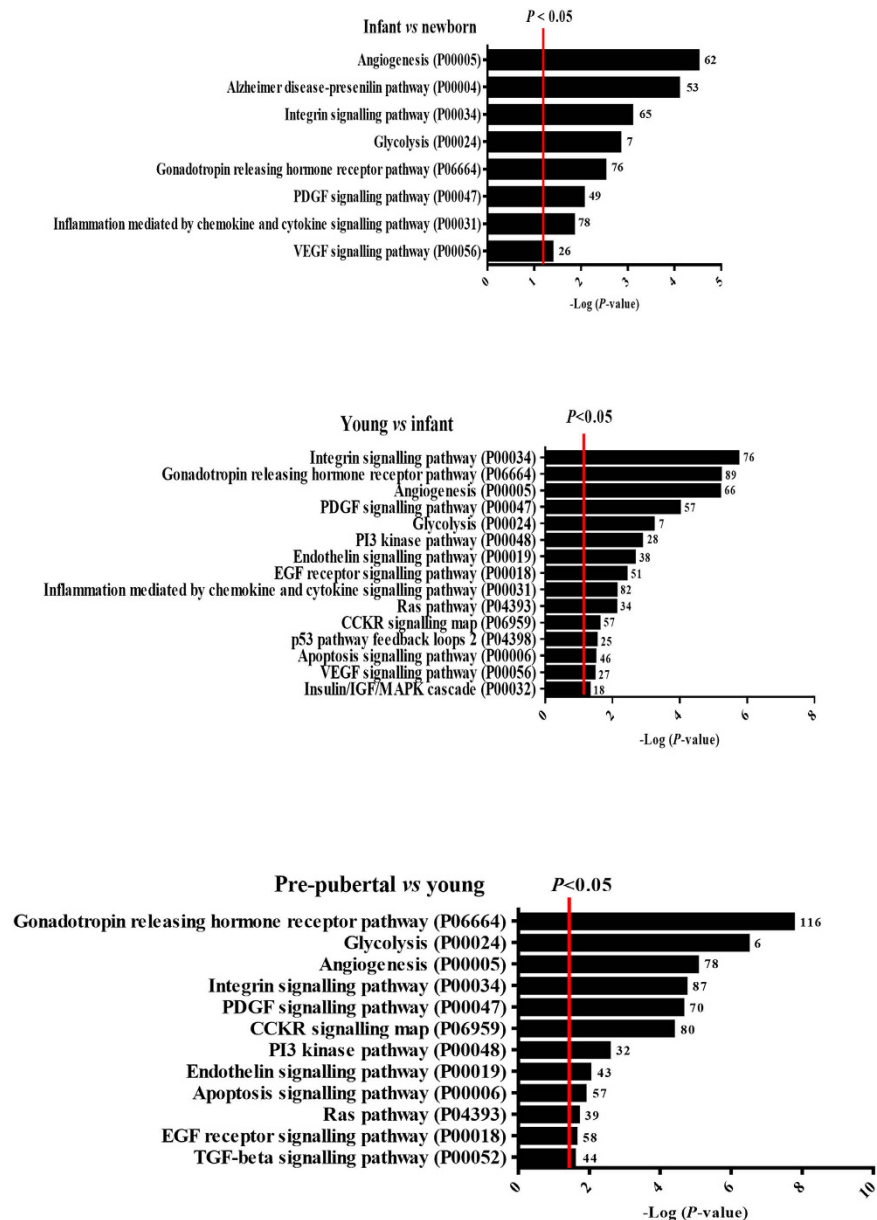 P < 0.05
Infant vs newborn
Angiogenesis (P00005) 62
Alzheimer disease-presenilin pathway (P00004) 53
Integrin signalling pathway (P00034) 65
Glycolysis (P00024) 7
Gonadotropin releasing hormone receptor pathway (P06664) 76
PDGF signalling pathway (P00047) 49
Inflammation mediated by chemokine and cytokine signalling pathway (P00031) 78
VEGF signalling pathway (P00056) 26
0 1 2 3 4 5
-Log (P-value)
Young vs infant P<0.05
Integrin signalling pathway (P00034) 76
Gonadotropin releasing hormone receptor pathway (P06664) 89
Angiogenesis (P00005) 66
PDGF signalling pathway (P00047) 57
Glycolysis (P00024) 7
PI3 kinase pathway (P00048) 28
Endothelin signalling pathway (P00019) 38
EGF receptor signalling pathway (P00018) 51
Inflammation mediated by chemokine and cytokine signalling pathway (P00031) 82
Ras pathway (P04393) 34
CCKR signalling map (P06959) 57
p53 pathway feedback loops 2 (P04398) 25
Apoptosis signalling pathway (P00006) 46
VEGF signalling pathway (P00056) 27
Insulin/IGF/MAPK cascade (P00032) 18
0 2 4 6 8
-Log (P-value)
Pre-pubertal vs young P<0.05
Gonadotropin releasing hormone receptor pathway (P06664) 116
Glycolysis (P00024) 6
Angiogenesis (P00005) 78
Integrin signalling pathway (P00034) 87
PDGF signalling pathway (P00047) 70
CCKR signalling map (P06959) 80
PI3 kinase pathway (P00048) 32
Endothelin signalling pathway (P00019) 43
Apoptosis signalling pathway (P00006) 57
Ras pathway (P04393) 39
EGF receptor signalling pathway (P00018) 58
TGF-beta signalling pathway (P00052) 44
0 2 4 6 8 10
-Log (P-value)